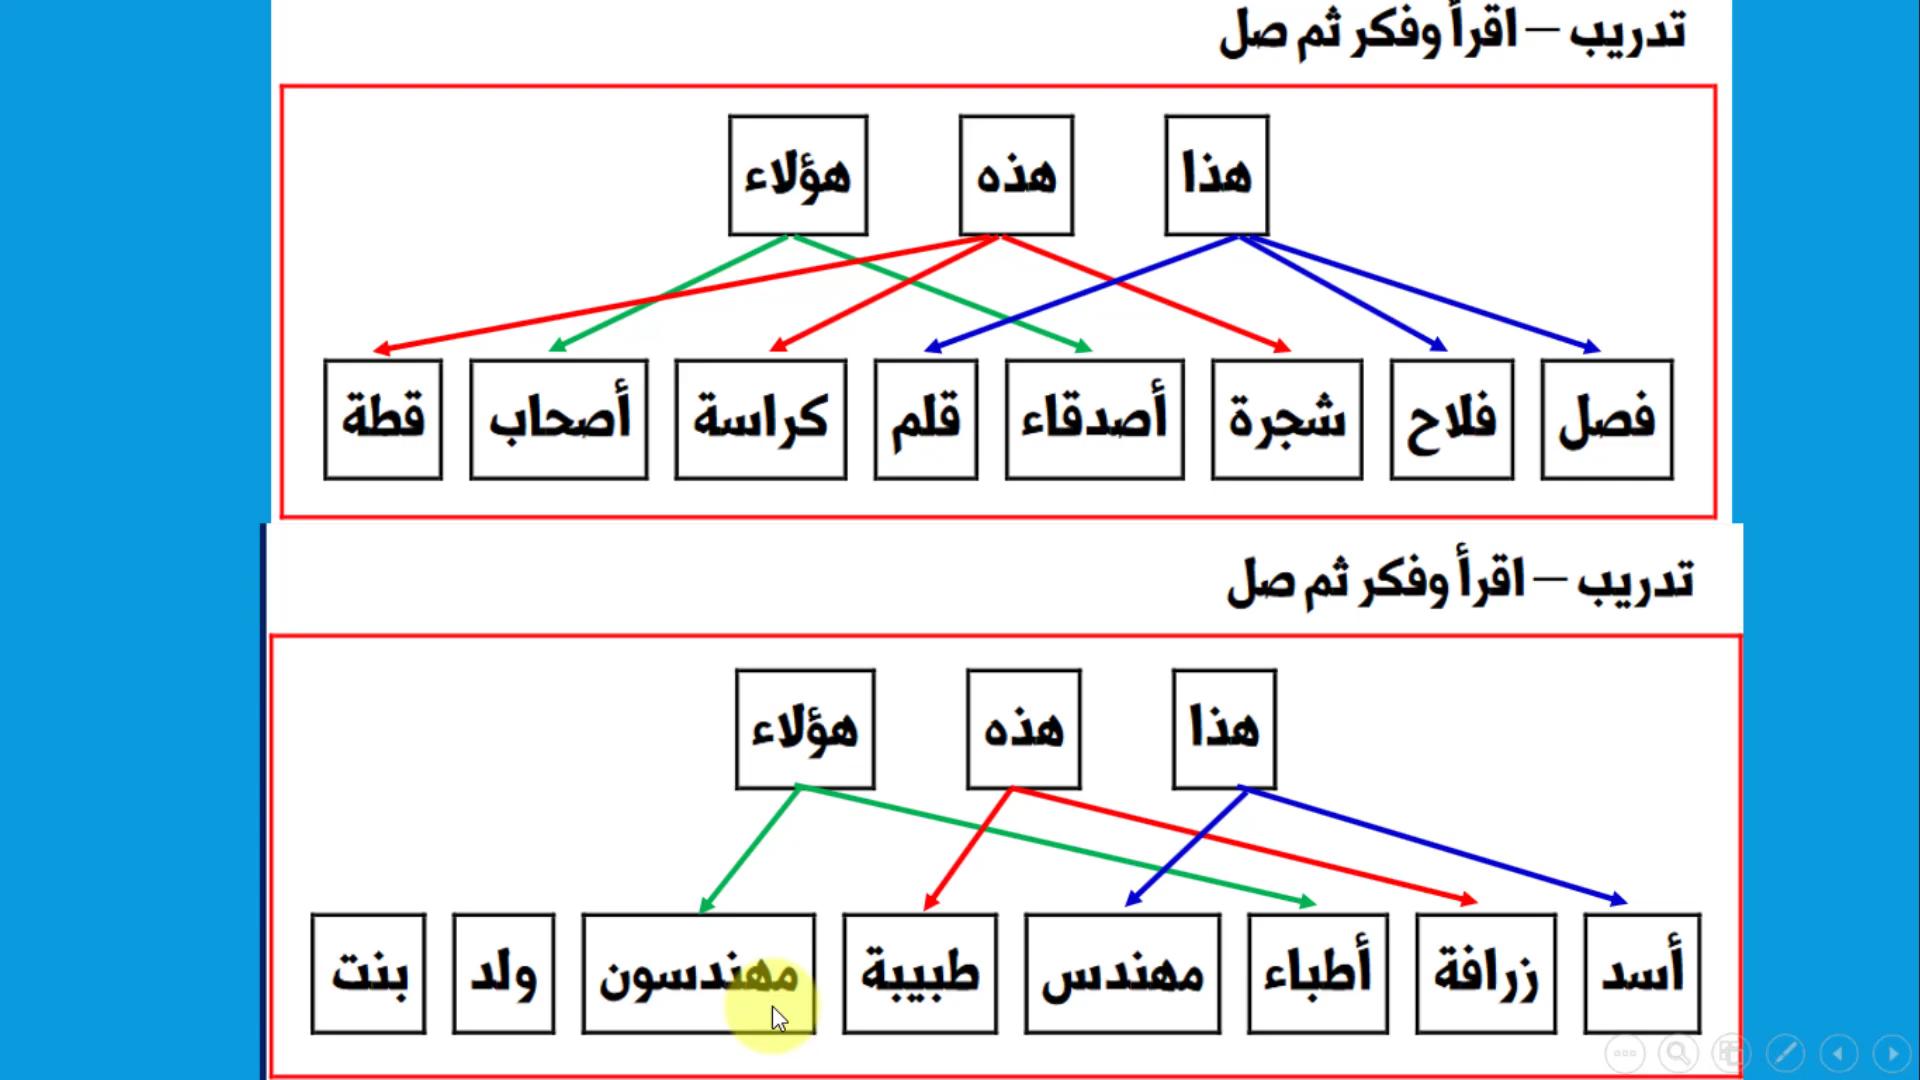 تدريب – اقرأ وفكر ثم صل
هذا هذه هؤلاء
فصل فلاح شجرة أصدقاء قلم كراسة أصحاب قطة
تدريب – اقرأ وفكر ثم صل
هذا هذه هؤلاء
أسد زرافة أطباء مهندس طبيبة مهندسون ولد بنت